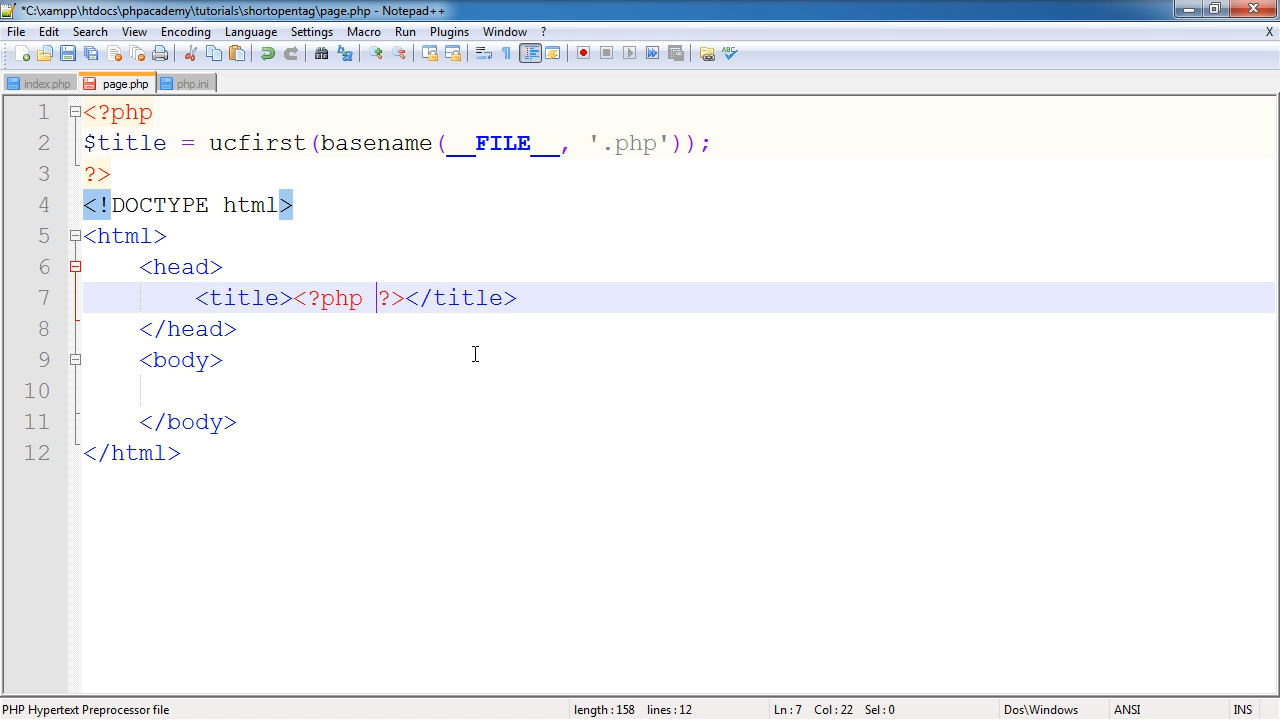 *C:\xampp\htdocs\phpacademy\tutorials\shortopentag\page.php - Notepad++
File Edit Search View Encoding Language Settings Macro Run Plugins Window ? X
index.php page.php php.ini
1 <?php
2 $title = ucfirst(basename(__FILE__, '.php'));
3 ?>
4 <!DOCTYPE html>
5 <html>
6 <head>
7 <title><?php ?></title>
8 </head>
9 <body>
10
11 </body>
12 </html>
PHP Hypertext Preprocessor file length : 158 lines : 12 Ln : 7 Col : 22 Sel : 0 Dos\Windows ANSI INS